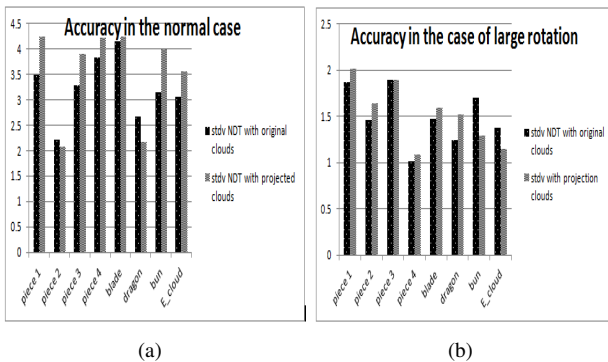 Accuracy in the normal case
4.5
4
3.5
3
2.5
2
1.5
1
0.5
0
piece 1
piece 2
piece 3
piece 4
blade
dragon
bun
E_cloud
stdv NDT with original
clouds
stdv NDT with projected
clouds
(a)
Accuracy in the case of large rotation
2.5
2
1.5
1
0.5
0
piece 1
piece 2
piece 3
piece 4
blade
dragon
bun
E_cloud
stdv NDT with original
clouds
stdv NDT with projection
clouds
(b)